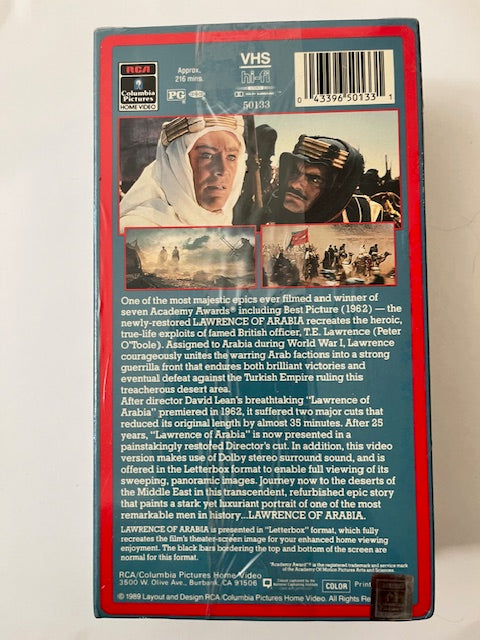 RCA
Columbia
Pictures
HOME VIDEO
Approx.
216 mins.
PG
VHS
hi-fi
50133
0 43396 50133 1
One of the most majestic epics ever filmed and winner of
seven Academy Awards® including Best Picture (1962) — the
newly-restored LAWRENCE OF ARABIA recreates the heroic,
true-life exploits of famed British officer, T.E. Lawrence (Peter
O'Toole). Assigned to Arabia during World War I, Lawrence
courageously unites the warring Arab factions into a strong
guerrilla front that endures both brilliant victories and
eventual defeat against the Turkish Empire ruling this
treacherous desert area.
After director David Lean's breathtaking "Lawrence of
Arabia" premiered in 1962, it suffered two major cuts that
reduced its original length by almost 35 minutes. After 25
years, "Lawrence of Arabia" is now presented in a
painstakingly restored Director's cut. In addition, this video
version makes use of Dolby stereo surround sound, and is
offered in the Letterbox format to enable full viewing of its
sweeping, panoramic images. Journey now to the deserts of
the Middle East in this transcendent, refurbished epic story
that paints a stark yet luxuriant portrait of one of the most
remarkable men in history...LAWRENCE OF ARABIA.
LAWRENCE OF ARABIA is presented in "Letterbox" format, which fully
recreates the film's theater-screen image for your enhanced home viewing
enjoyment. The black bars bordering the top and bottom of the screen are
normal for this format.
"Academy Award"® is the registered trademark and service mark
of the Academy Of Motion Pictures Arts and Sciences.
RCA/Columbia Pictures Home Video
3500 W. Olive Ave., Burbank, CA 91505
Closed captioned by the
National Captioning Institute
COLOR
Print
© 1989 Layout and Design RCA/Columbia Pictures Home Video. All Rights Re